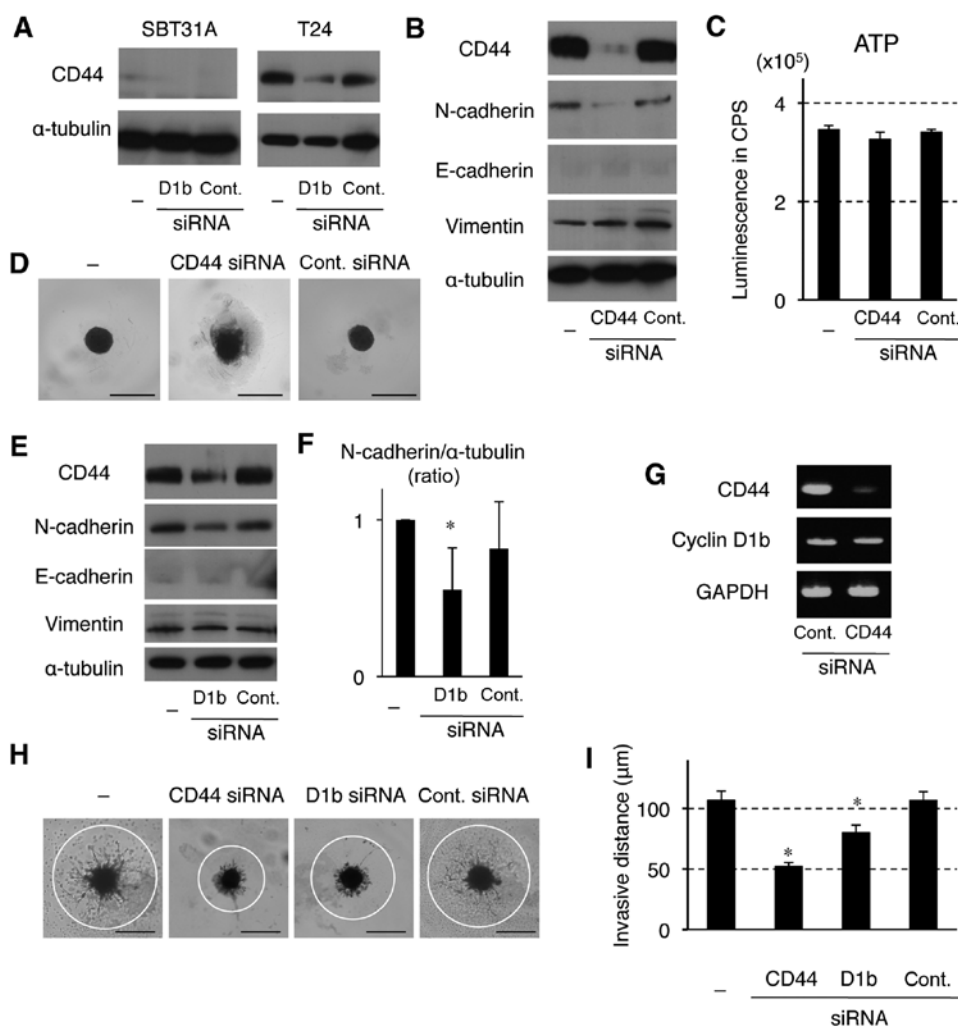 A
SBT31A
T24
CD44
α-tubulin
–
D1b
Cont.
siRNA
–
D1b
Cont.
siRNA
B
CD44
N-cadherin
E-cadherin
Vimentin
α-tubulin
–
CD44
Cont.
siRNA
C
ATP
(x10⁵)
Luminescence in CPS
4
2
0
–
CD44
Cont.
siRNA
D
–
CD44 siRNA
Cont. siRNA
E
CD44
N-cadherin
E-cadherin
Vimentin
α-tubulin
–
D1b
Cont.
siRNA
F
N-cadherin/α-tubulin
(ratio)
1
*
0
–
D1b
Cont.
siRNA
G
CD44
Cyclin D1b
GAPDH
Cont.
CD44
siRNA
H
–
CD44 siRNA
D1b siRNA
Cont. siRNA
I
Invasive distance (µm)
100
50
0
*
*
–
CD44
D1b
Cont.
siRNA